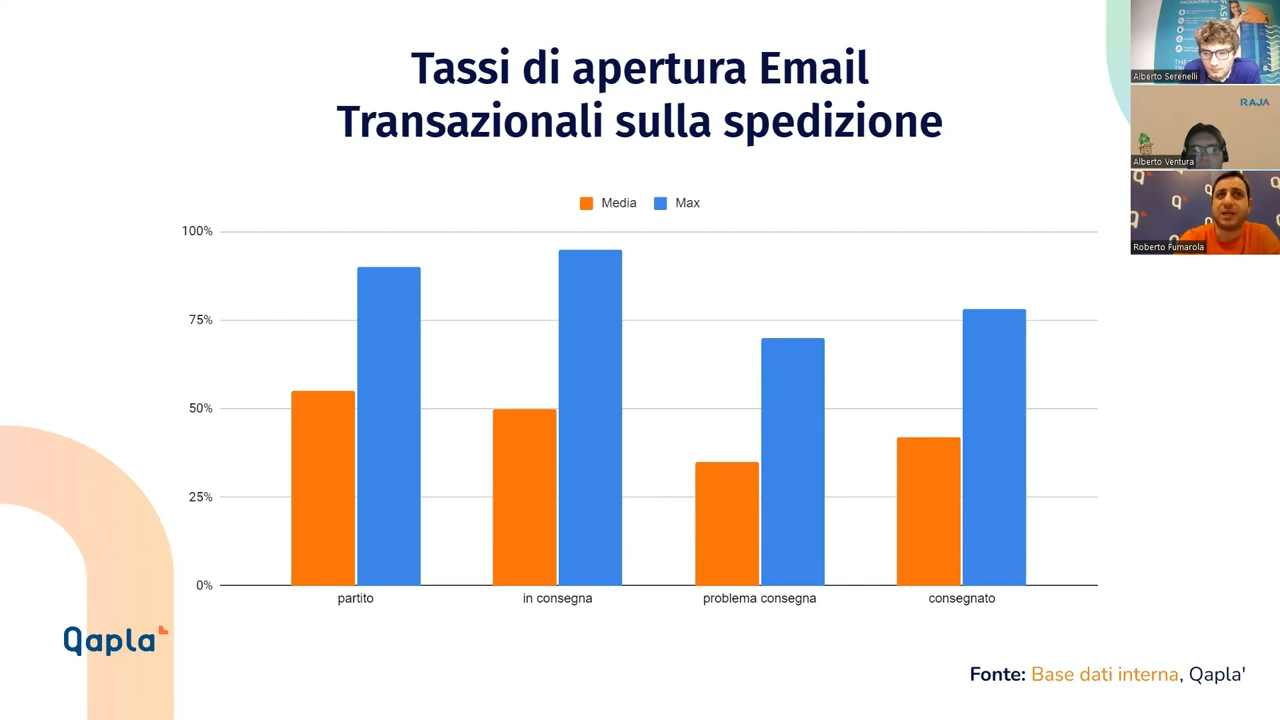 Tassi di apertura Email
Transazionali sulla spedizione
Media
Max
100%
75%
50%
25%
0%
partito
in consegna
problema consegna
consegnato
Qapla'
Fonte: Base dati interna, Qapla'
Alberto Serenelli
RAJA
Alberto Ventura
Roberto Fumarola